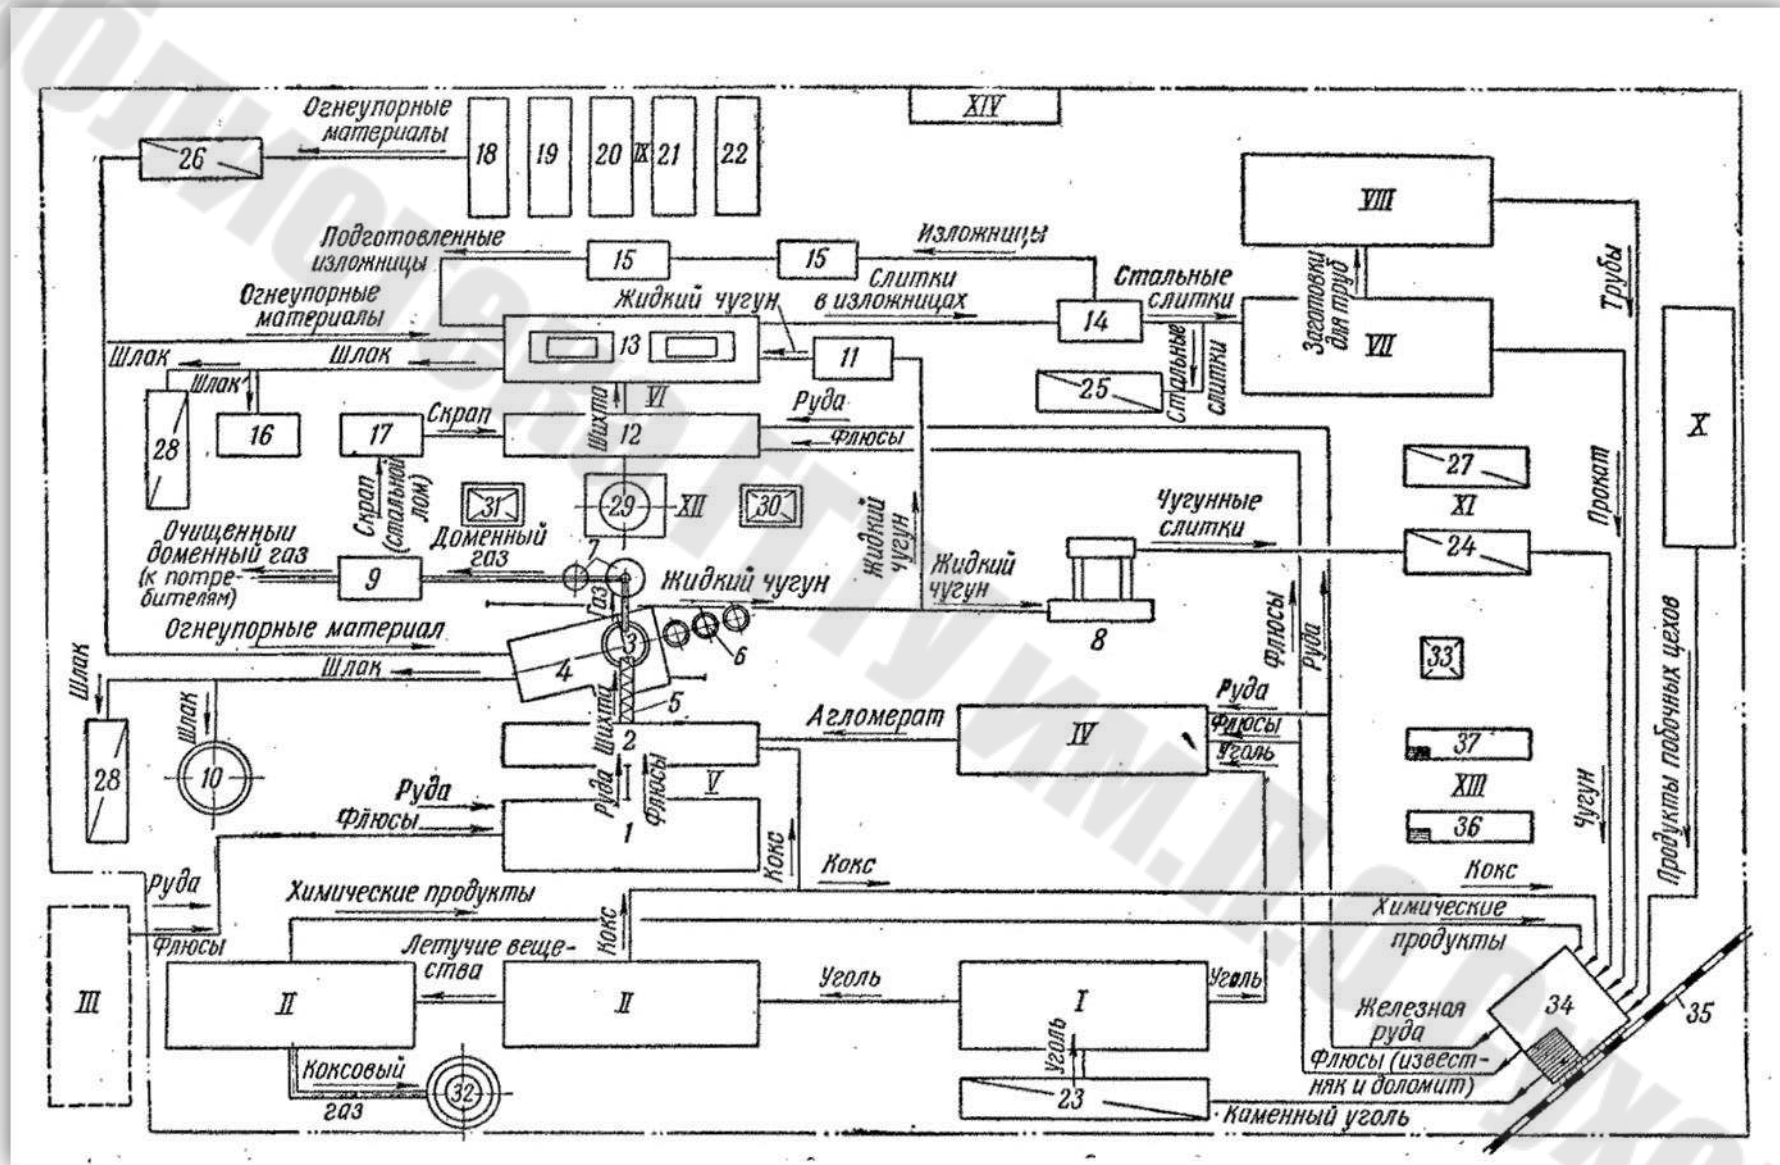 XIV
Огнеупорные
материалы
26
18
19
20
IX
21
22
VIII
Подготовленные
изложницы
15
15
Изложницы
Слитки
в изложницах
Стальные
слитки
Заготовки
для труб
Трубы
Огнеупорные
материалы
Жидкий чугун
13
11
14
VII
Шлак
Шлак
Шлак
VI
25
Стальные
слитки
X
28
16
17
Скрап
Шихта
12
Руда
Флюсы
27
XI
24
Прокат
Скрап
(стальной
лом)
31
29
XII
30
Чугунные
слитки
Очищенный
доменный газ
(к потре-
бителям)
9
Доменный
газ
7
Газ
Жидкий чугун
Жидкий
чугун
Жидкий
чугун
8
Флюсы
Руда
Огнеупорные материал
Шлак
4
3
6
5
33
Шлак
Шлак
28
10
Шихта
2
Агломерат
IV
Руда
Флюсы
Уголь
37
XIII
36
Чугун
Продукты побочных цехов
Руда
Флюсы
Руда
Флюсы
V
1
Кокс
Кокс
Кокс
Руда
Флюсы
Химические продукты
Кокс
Химические
продукты
III
Летучие веще-
ства
II
II
Уголь
I
Уголь
34
35
Железная
руда
Флюсы (извест-
няк и доломит)
Коксовый
газ
32
Уголь
23
Каменный уголь
Библиотека ГГТУ им.П.О.Сухого